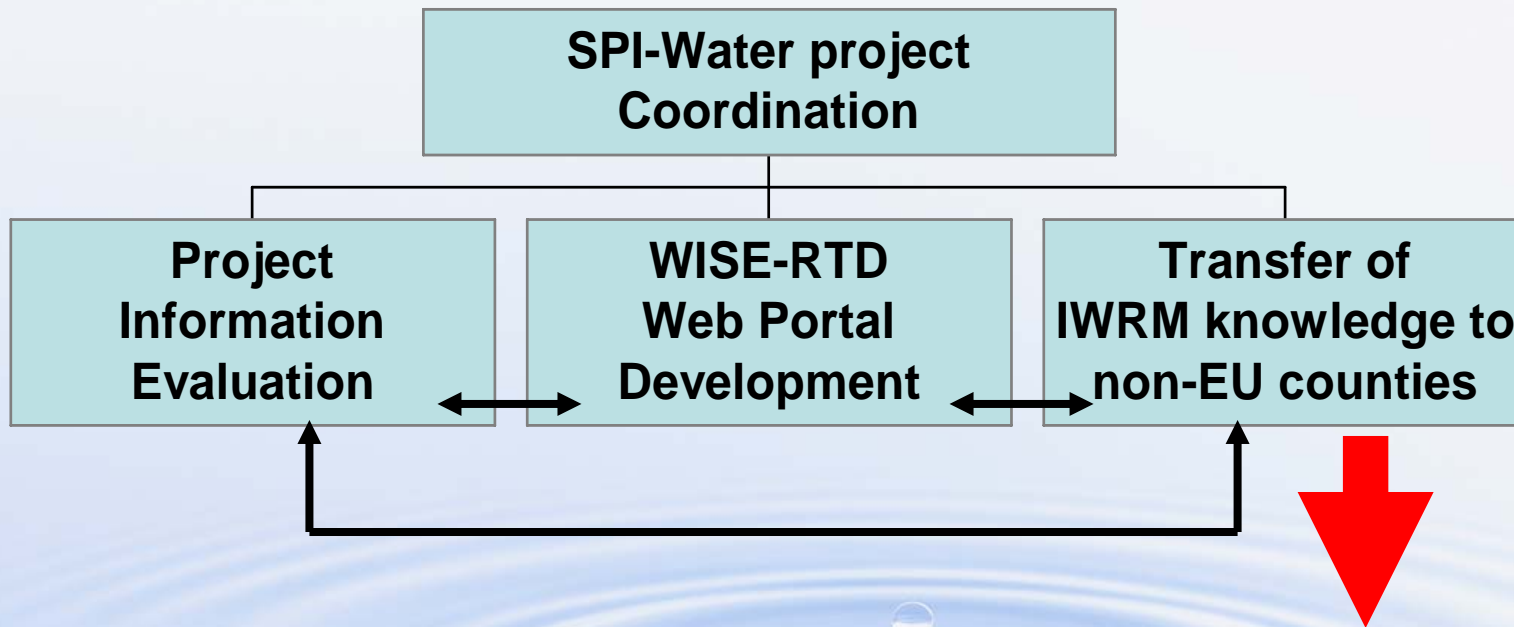 SPI-Water project
Coordination
Project
Information
Evaluation
WISE-RTD
Web Portal
Development
Transfer of
IWRM knowledge to
non-EU counties